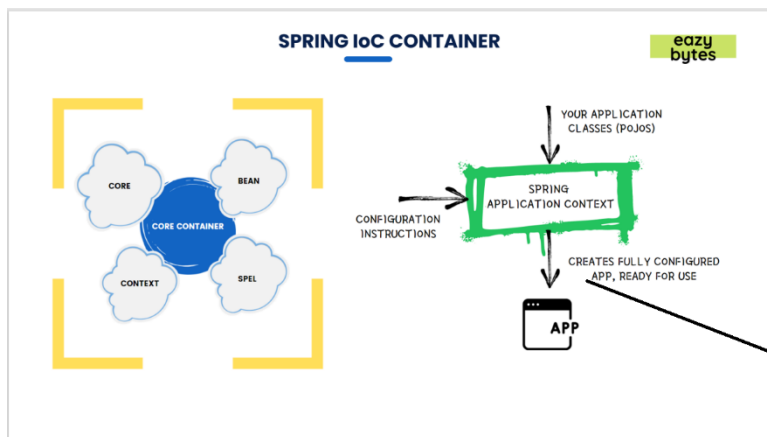 SPRING IoC CONTAINER
eazy
bytes
CORE
BEAN
CORE CONTAINER
CONTEXT
SPEL
YOUR APPLICATION
CLASSES (POJOS)
SPRING
APPLICATION CONTEXT
CONFIGURATION
INSTRUCTIONS
CREATES FULLY CONFIGURED
APP, READY FOR USE
APP